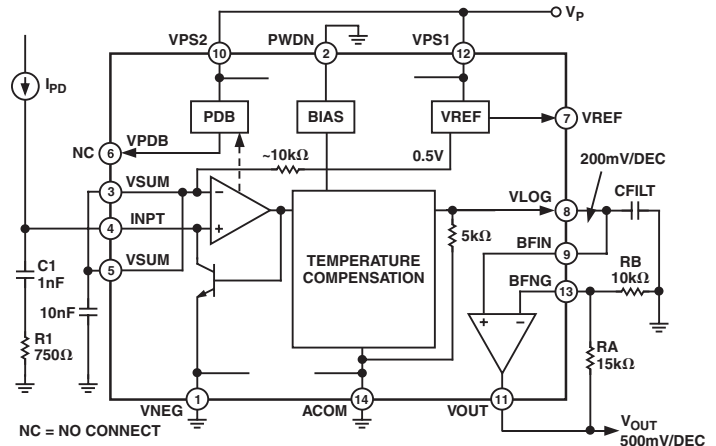 V_P
VPS2
PWDN
VPS1
10
2
12
I_PD
PDB
BIAS
VREF
7
VREF
NC
6
VPDB
~10kΩ
0.5V
200mV/DEC
3
VSUM
–
VLOG
8
CFILT
4
INPT
+
5kΩ
5
VSUM
TEMPERATURE
COMPENSATION
BFIN
9
BFNG
13
RB
10kΩ
C1
1nF
10nF
+
–
R1
750Ω
RA
15kΩ
VNEG
1
ACOM
14
VOUT
11
NC = NO CONNECT
V_OUT
500mV/DEC